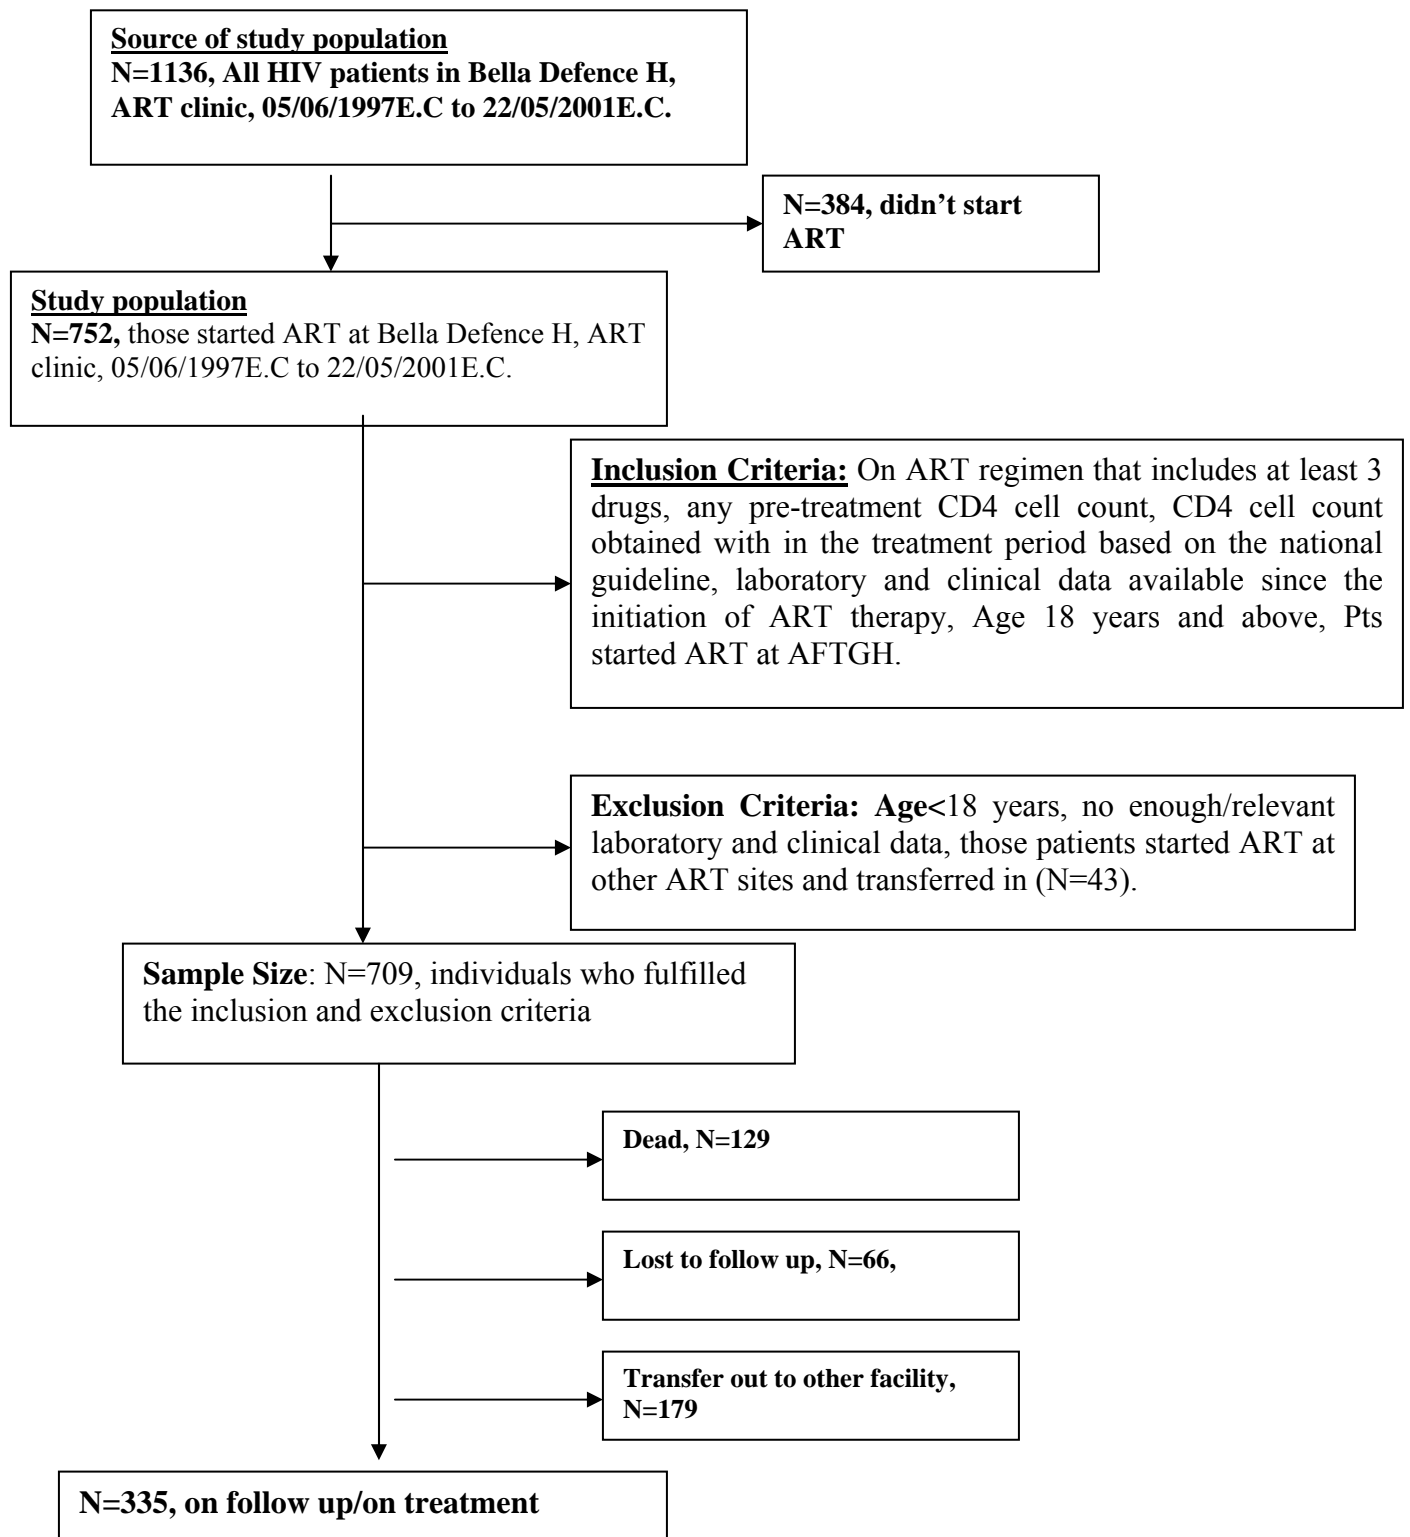 Source of study population
N=1136, All HIV patients in Bella Defence H,
ART clinic, 05/06/1997E.C to 22/05/2001E.C.
N=384, didn’t start
ART
Study population
N=752, those started ART at Bella Defence H, ART
clinic, 05/06/1997E.C to 22/05/2001E.C.
Inclusion Criteria: On ART regimen that includes at least 3
drugs, any pre-treatment CD4 cell count, CD4 cell count
obtained with in the treatment period based on the national
guideline, laboratory and clinical data available since the
initiation of ART therapy, Age 18 years and above, Pts
started ART at AFTGH.
Exclusion Criteria: Age<18 years, no enough/relevant
laboratory and clinical data, those patients started ART at
other ART sites and transferred in (N=43).
Sample Size: N=709, individuals who fulfilled
the inclusion and exclusion criteria
Dead, N=129
Lost to follow up, N=66,
Transfer out to other facility,
N=179
N=335, on follow up/on treatment